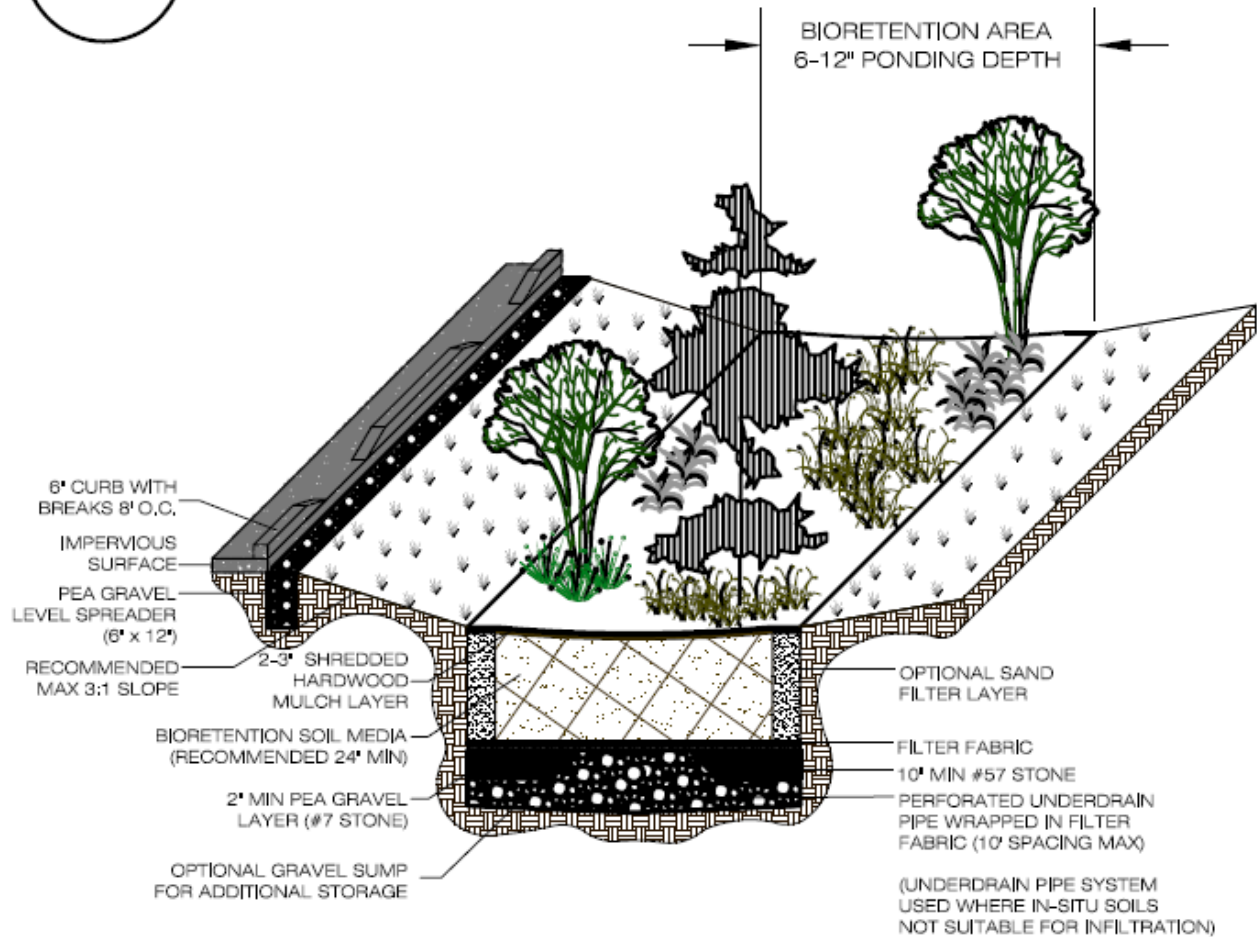 BIORETENTION AREA
6-12" PONDING DEPTH
6" CURB WITH
BREAKS 8' O.C.
IMPERVIOUS
SURFACE
PEA GRAVEL
LEVEL SPREADER
(6" x 12")
RECOMMENDED
MAX 3:1 SLOPE
2-3" SHREDDED
HARDWOOD
MULCH LAYER
BIORETENTION SOIL MEDIA
(RECOMMENDED 24" MIN)
2" MIN PEA GRAVEL
LAYER (#7 STONE)
OPTIONAL GRAVEL SUMP
FOR ADDITIONAL STORAGE
OPTIONAL SAND
FILTER LAYER
FILTER FABRIC
10" MIN #57 STONE
PERFORATED UNDERDRAIN
PIPE WRAPPED IN FILTER
FABRIC (10' SPACING MAX)
(UNDERDRAIN PIPE SYSTEM
USED WHERE IN-SITU SOILS
NOT SUITABLE FOR INFILTRATION)